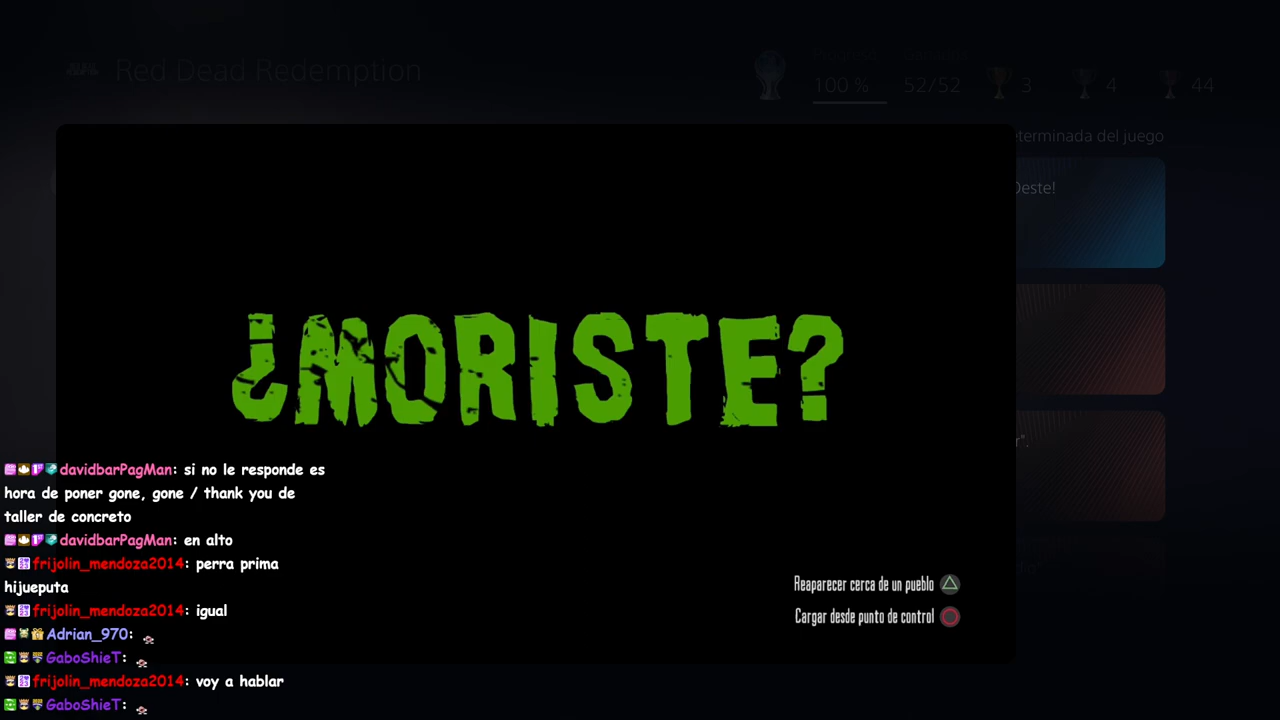 Red Dead Redemption
100 %
52/52
3
4
44
eterminada del juego
Oeste!
¿MORISTE?
r".
davidbarPagMan: si no le responde es
hora de poner gone, gone / thank you de
taller de concreto
davidbarPagMan: en alto
frijolin_mendoza2014: perra prima
hijueputa
frijolin_mendoza2014: igual
Adrian_970:
GaboShieT:
frijolin_mendoza2014: voy a hablar
GaboShieT:
Reaparecer cerca de un pueblo
Cargar desde punto de control